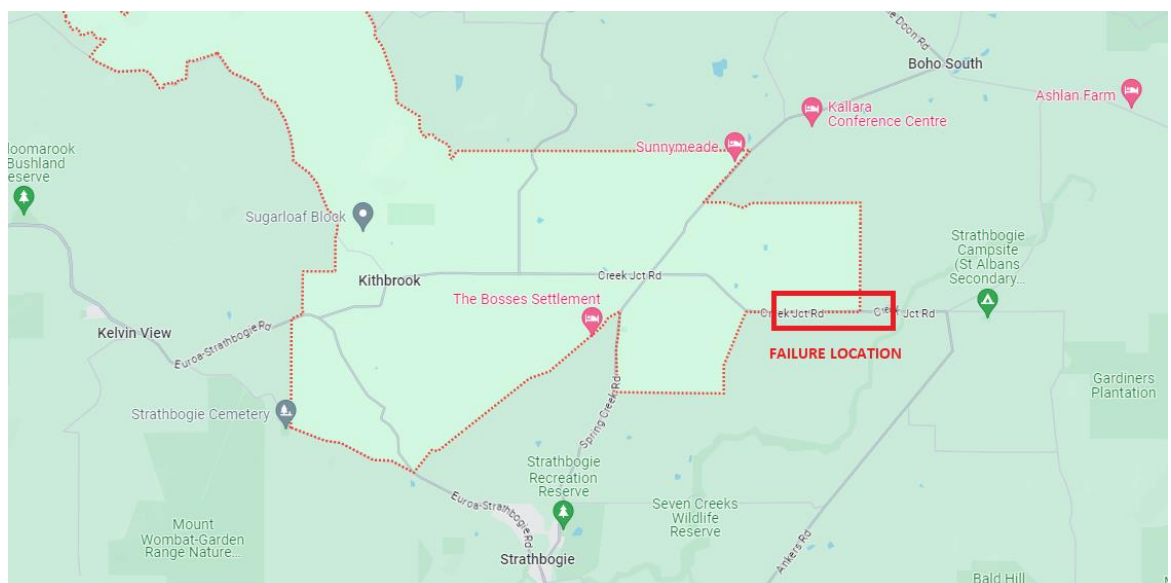 Doon Rd
Boho South
Ashlan Farm
Kallara
Conference Centre
Sunnymeade
loomarook
Bushland
eserve
Sugarloaf Block
Strathbogie
Campsite
(St Albans
Secondary...
Kithbrook
Creek Jct Rd
The Bosses Settlement
Creek Jct Rd
Creek Jct Rd
Kelvin View
Euroa-Strathbogie Rd
FAILURE LOCATION
Gardiners
Plantation
Strathbogie Cemetery
Spring Creek Rd
Strathbogie
Recreation
Reserve
Seven Creeks
Wildlife
Reserve
Euroa-Strathbogie
Mount
Wombat-Garden
Range Nature...
Strathbogie
Ankers Rd
Bald Hill